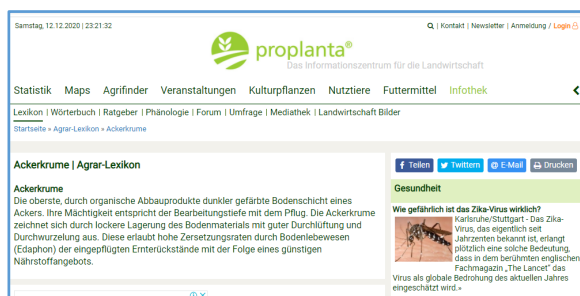 Samstag, 12.12.2020 | 23:21:32
| Kontakt | Newsletter | Anmeldung / Login
proplanta®
Das Informationszentrum für die Landwirtschaft
Statistik Maps Agrifinder Veranstaltungen Kulturpflanzen Nutztiere Futtermittel Infothek
Lexikon | Wörterbuch | Ratgeber | Phänologie | Forum | Umfrage | Mediathek | Landwirtschaft Bilder
Startseite » Agrar-Lexikon » Ackerkrume
Ackerkrume | Agrar-Lexikon
Ackerkrume
Die oberste, durch organische Abbauprodukte dunkler gefärbte Bodenschicht eines
Ackers. Ihre Mächtigkeit entspricht der Bearbeitungstiefe mit dem Pflug. Die Ackerkrume
zeichnet sich durch lockere Lagerung des Bodenmaterials mit guter Durchlüftung und
Durchwurzelung aus. Diese erlaubt hohe Zersetzungsraten durch Bodenlebewesen
(Edaphon) der eingepflügten Ernterückstände mit der Folge eines günstigen
Nährstoffangebots.
Teilen Twittern E-Mail Drucken
Gesundheit
Wie gefährlich ist das Zika-Virus wirklich?
Karlsruhe/Stuttgart - Das Zika-
Virus, das eigentlich seit
Jahrzenten bekannt ist, erlangt
plötzlich eine solche Bedeutung,
dass in dem berühmten englischen
Fachmagazin „The Lancet" das
Virus als globale Bedrohung des aktuellen Jahres
eingeschätzt wird.»